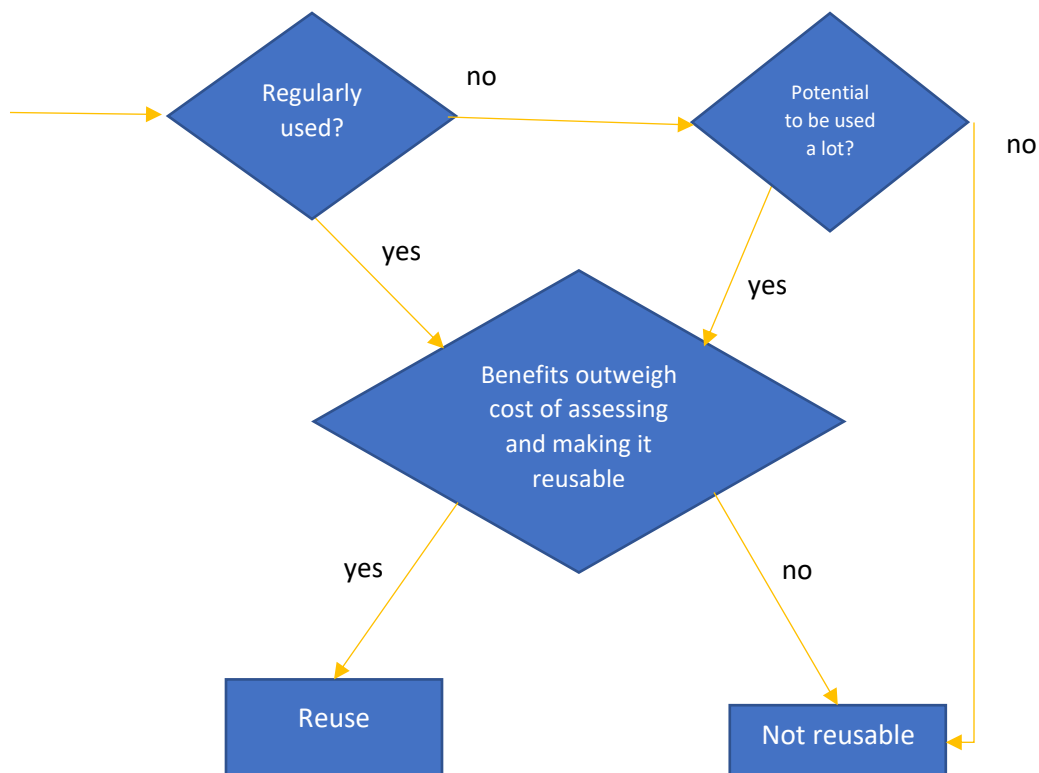 Regularly
used?
no
Potential
to be used
a lot?
no
yes
yes
Benefits outweigh
cost of assessing
and making it
reusable
yes
no
Reuse
Not reusable